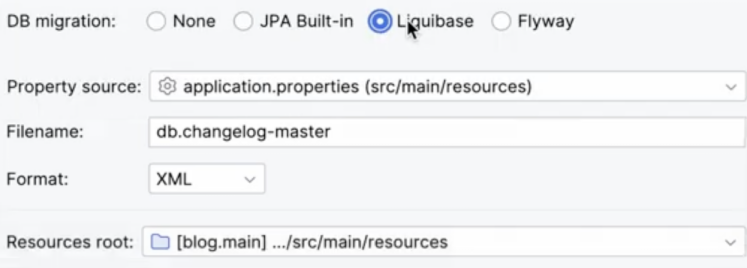 DB migration: None JPA Built-in Liquibase Flyway
Property source: application.properties (src/main/resources)
Filename: db.changelog-master
Format: XML
Resources root: [blog.main] .../src/main/resources